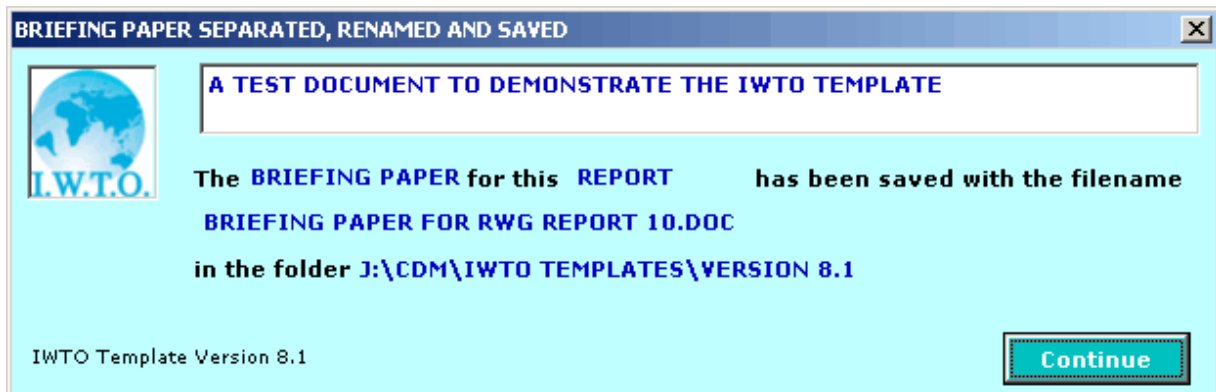 BRIEFING PAPER SEPARATED, RENAMED AND SAVED
A TEST DOCUMENT TO DEMONSTRATE THE IWTO TEMPLATE
I.W.T.O.
The BRIEFING PAPER for this REPORT has been saved with the filename
BRIEFING PAPER FOR RWG REPORT 10.DOC
in the folder J:\CDM\IWTO TEMPLATES\VERSION 8.1
IWTO Template Version 8.1
Continue